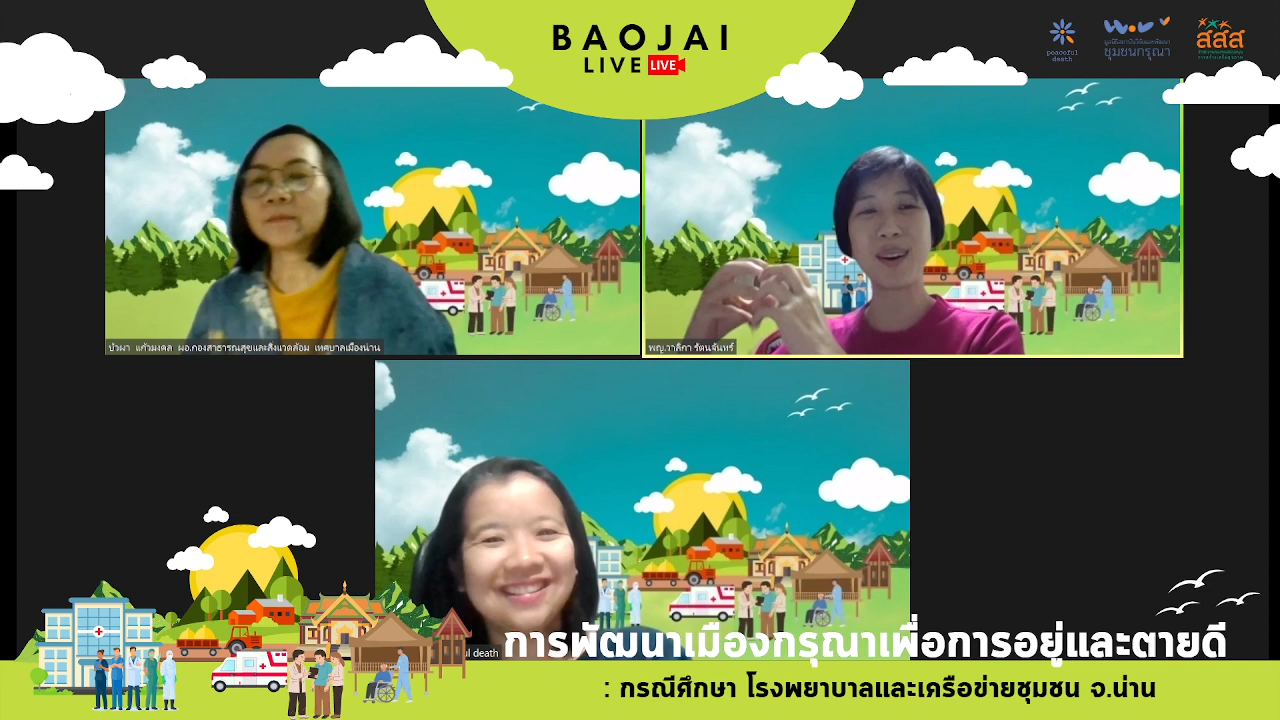 BAOJAI
LIVE LIVE
peaceful
death
ชุมชนกรุณา
สสส
บัวผา แก้วมงคล ผอ.กองสาธารณสุขและสิ่งแวดล้อม เทศบาลเมืองน่าน
พญ.วาลิกา รัตนจันทร์
ul death
การพัฒนาเมืองกรุณาเพื่อการอยู่และตายดี
: กรณีศึกษา โรงพยาบาลและเครือข่ายชุมชน จ.น่าน